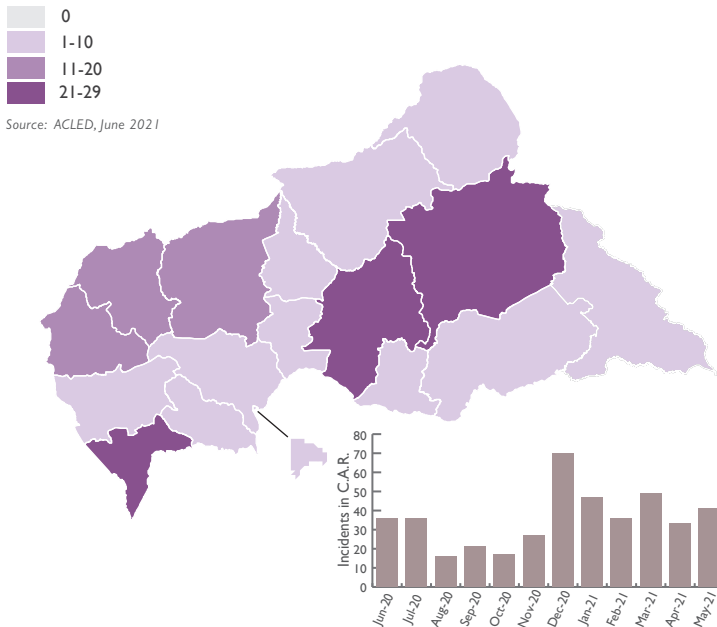 0
1-10
11-20
21-29
Source: ACLED, June 2021
Incidents in C.A.R.
80
70
60
50
40
30
20
10
0
Jun-20
Jul-20
Aug-20
Sep-20
Oct-20
Nov-20
Dec-20
Jan-21
Feb-21
Mar-21
Apr-21
May-21